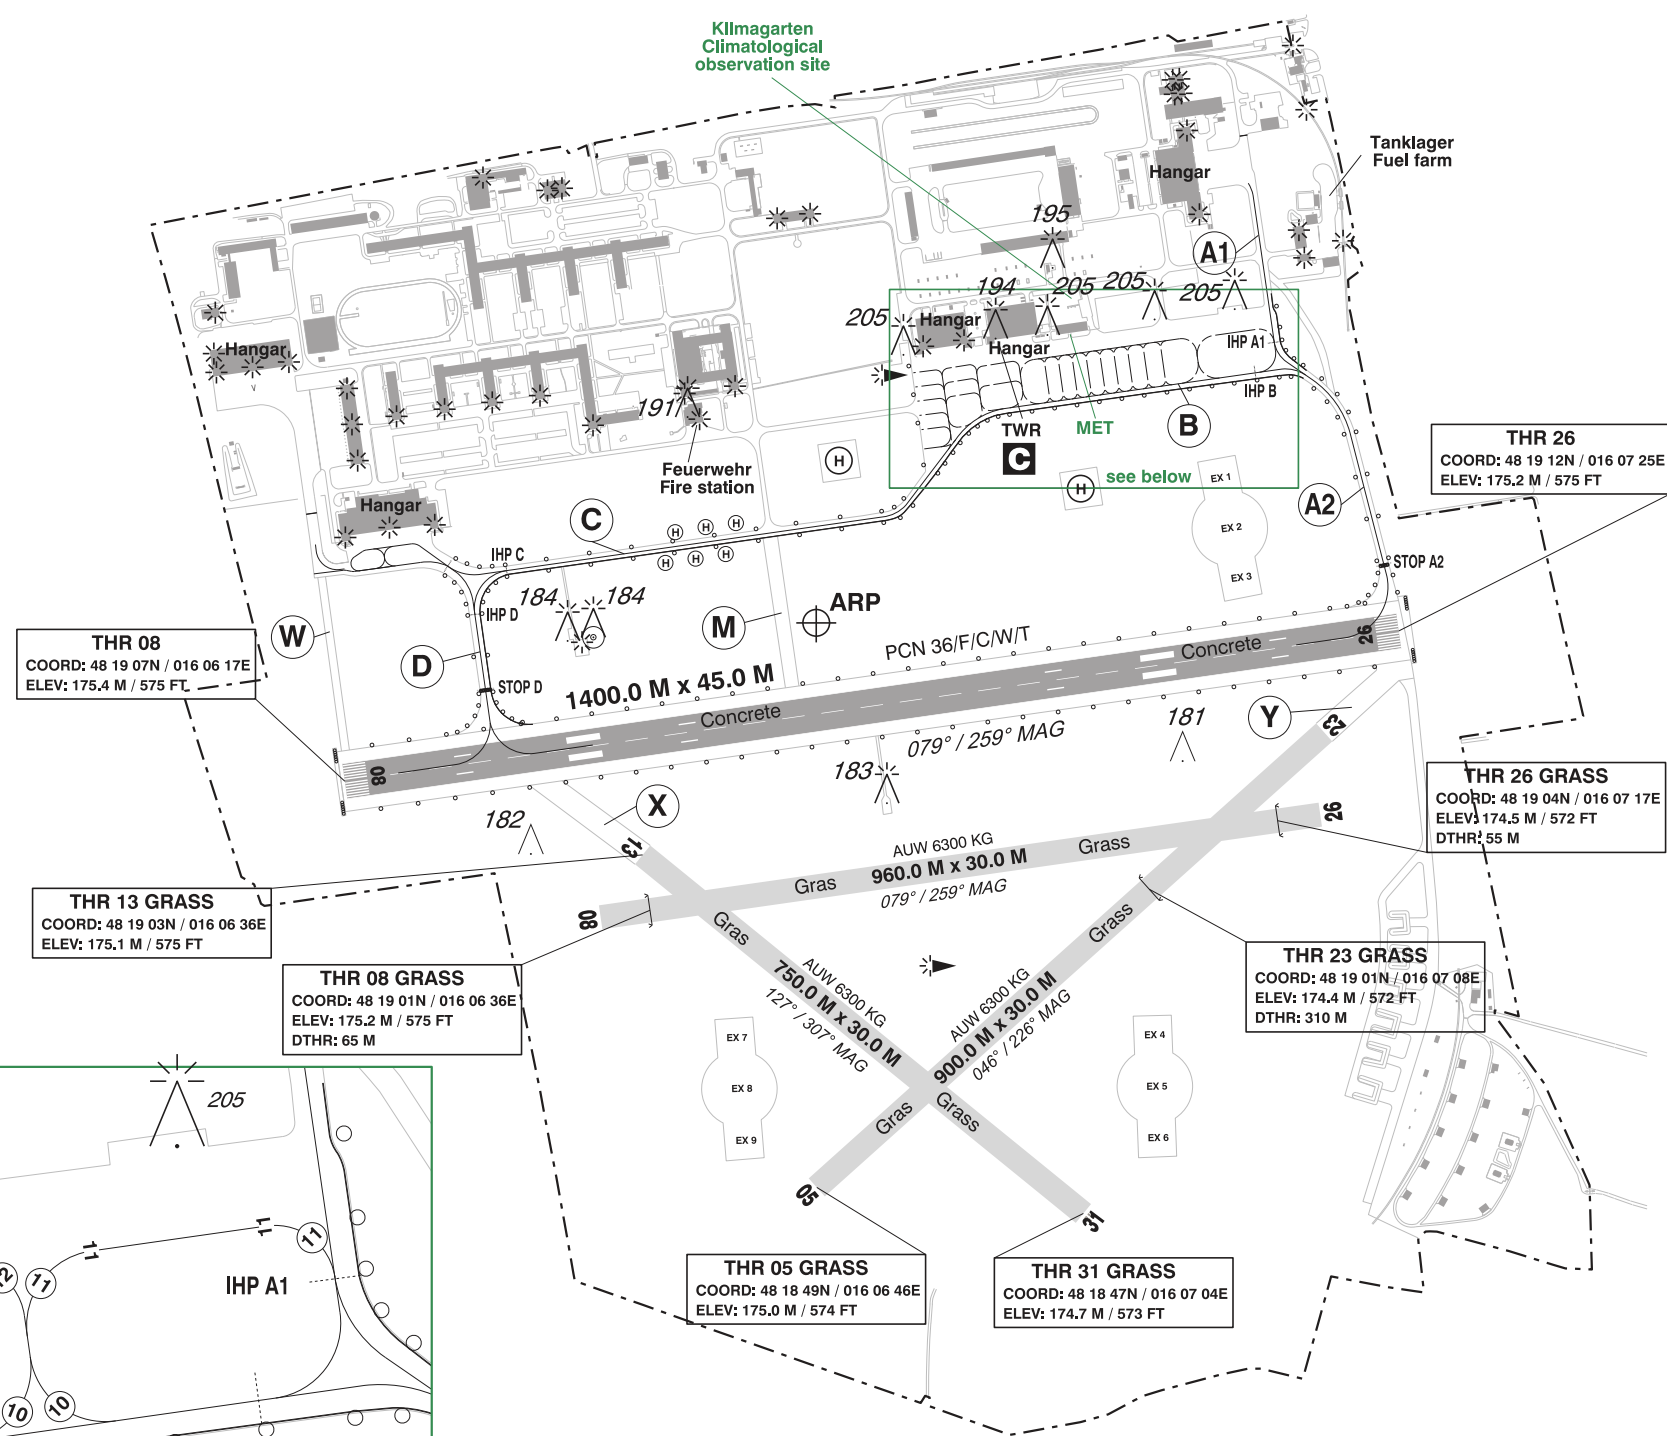 KIlmagarten
Climatological
observation site
Tanklager
Fuel farm
Hangar
195
A1
194
205
205
205
205
Hangar
Hangar
IHP A1
IHP B
Hangar
191
TWR
C
MET
B
H
Feuerwehr
Fire station
see below
H
EX 1
EX 2
EX 3
A2
THR 26
COORD: 48 19 12N / 016 07 25E
ELEV: 175.2 M / 575 FT
Hangar
C
H
H
H
H
H
H
IHP C
STOP A2
184
184
IHP D
ARP
M
W
THR 08
COORD: 48 19 07N / 016 06 17E
ELEV: 175.4 M / 575 FT
D
STOP D
PCN 36/F/C/W/T
26
Concrete
1400.0 M x 45.0 M
Concrete
08
079° / 259° MAG
181
Y
23
183
182
X
13
THR 26 GRASS
COORD: 48 19 04N / 016 07 17E
ELEV: 174.5 M / 572 FT
DTHR: 55 M
26
AUW 6300 KG
960.0 M x 30.0 M
Gras
Grass
079° / 259° MAG
08
THR 13 GRASS
COORD: 48 19 03N / 016 06 36E
ELEV: 175.1 M / 575 FT
Gras
Grass
THR 08 GRASS
COORD: 48 19 01N / 016 06 36E
ELEV: 175.2 M / 575 FT
DTHR: 65 M
AUW 6300 KG
750.0 M x 30.0 M
127° / 307° MAG
AUW 6300 KG
900.0 M x 30.0 M
046° / 226° MAG
THR 23 GRASS
COORD: 48 19 01N / 016 07 08E
ELEV: 174.4 M / 572 FT
DTHR: 310 M
EX 7
EX 8
EX 9
EX 4
EX 5
EX 6
Gras
Grass
05
31
THR 05 GRASS
COORD: 48 18 49N / 016 06 46E
ELEV: 175.0 M / 574 FT
THR 31 GRASS
COORD: 48 18 47N / 016 07 04E
ELEV: 174.7 M / 573 FT
205
11
11
11
11
IHP A1
10
10